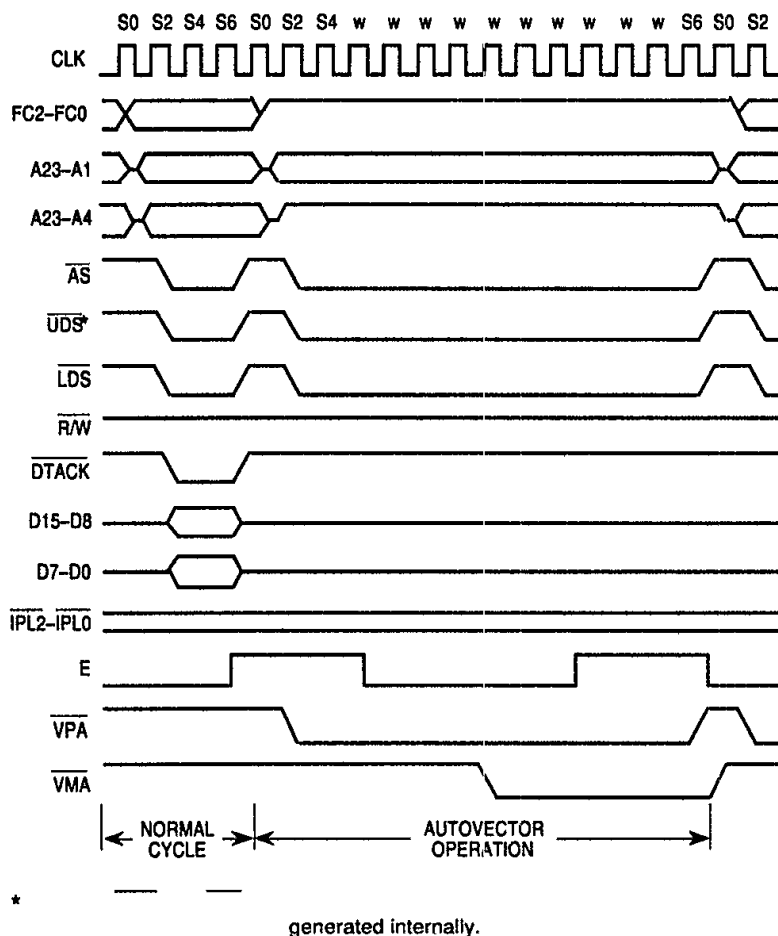 S0 S2 S4 S6 S0 S2 S4 w w w w w w w w w w S6 S0 S2
CLK
FC2–FC0
A23–A1
A23–A4
AS
UDS*
LDS
R/W
DTACK
D15–D8
D7–D0
IPL2–IPL0
E
VPA
VMA
NORMAL
CYCLE
AUTOVECTOR
OPERATION
*
generated internally.